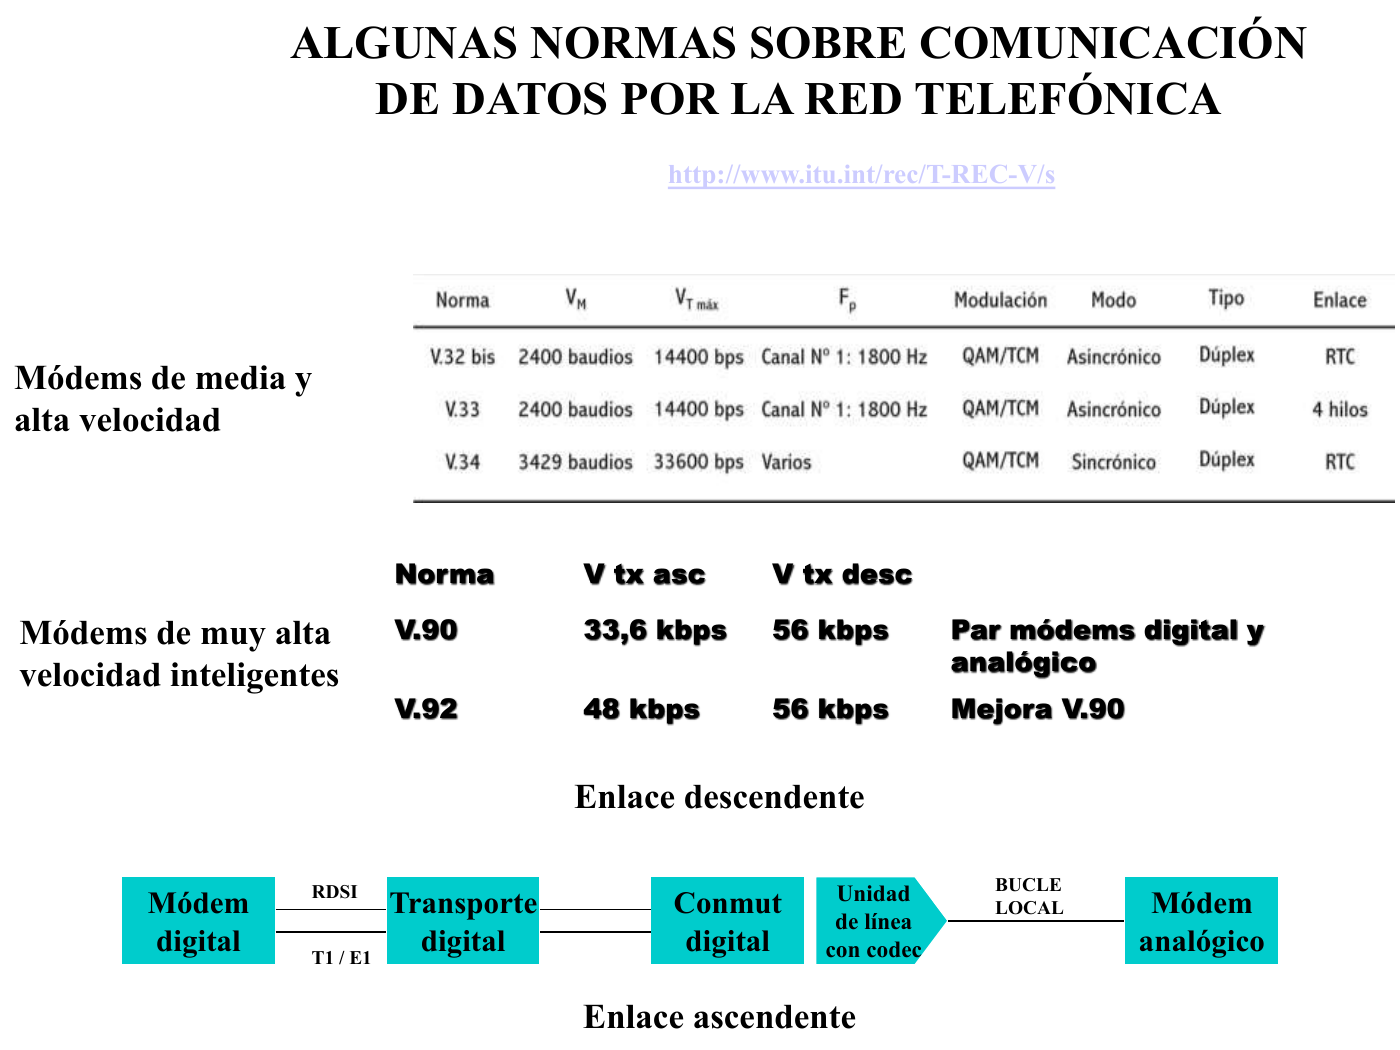 ALGUNAS NORMAS SOBRE COMUNICACIÓN
DE DATOS POR LA RED TELEFÓNICA
http://www.itu.int/rec/T-REC-V/s
Módems de media y
alta velocidad
Norma V_M V_T máx F_p Modulación Modo Tipo Enlace
V.32 bis 2400 baudios 14400 bps Canal Nº 1: 1800 Hz QAM/TCM Asincrónico Dúplex RTC
V.33 2400 baudios 14400 bps Canal Nº 1: 1800 Hz QAM/TCM Asincrónico Dúplex 4 hilos
V.34 3429 baudios 33600 bps Varios QAM/TCM Sincrónico Dúplex RTC
Módems de muy alta
velocidad inteligentes
Norma V tx asc V tx desc
V.90 33,6 kbps 56 kbps Par módems digital y
analógico
V.92 48 kbps 56 kbps Mejora V.90
Enlace descendente
Módem
digital
RDSI
T1 / E1
Transporte
digital
Conmut
digital
Unidad
de línea
con codec
BUCLE
LOCAL
Módem
analógico
Enlace ascendente